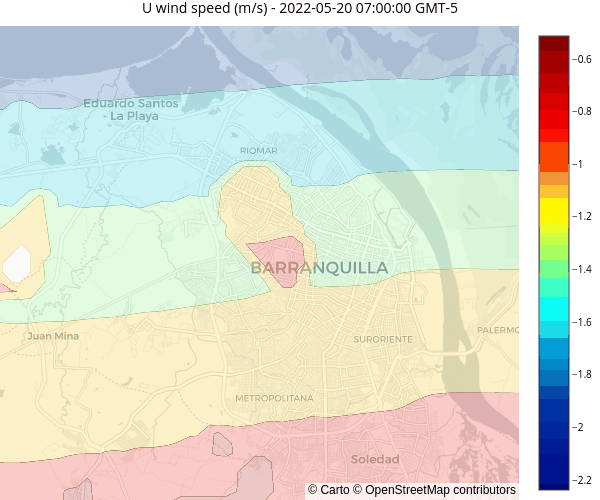 U wind speed (m/s) - 2022-05-20 07:00:00 GMT-5
Eduardo Santos
- La Playa
RIOMAR
BARRANQUILLA
Juan Mina
SURORIENTE
PALERMO
METROPOLITANA
Soledad
© Carto © OpenStreetMap contributors
−0.6
−0.8
−1
−1.2
−1.4
−1.6
−1.8
−2
−2.2